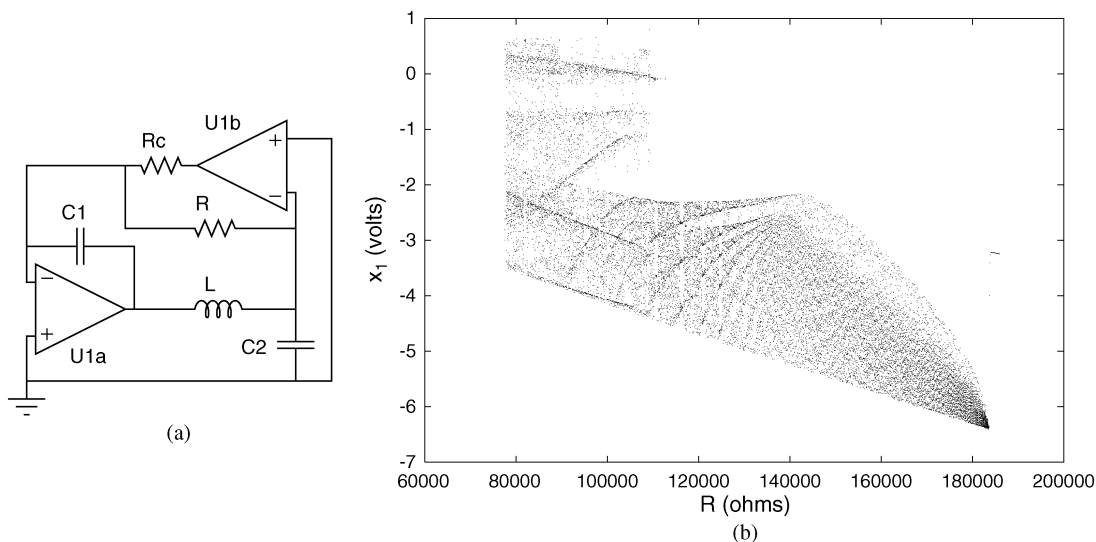 U1b
Rc
+
−
R
C1
−
L
+
C2
U1a
(a)
1
0
-1
-2
-3
-4
-5
-6
-7
x1 (volts)
60000 80000 100000 120000 140000 160000 180000 200000
R (ohms)
(b)